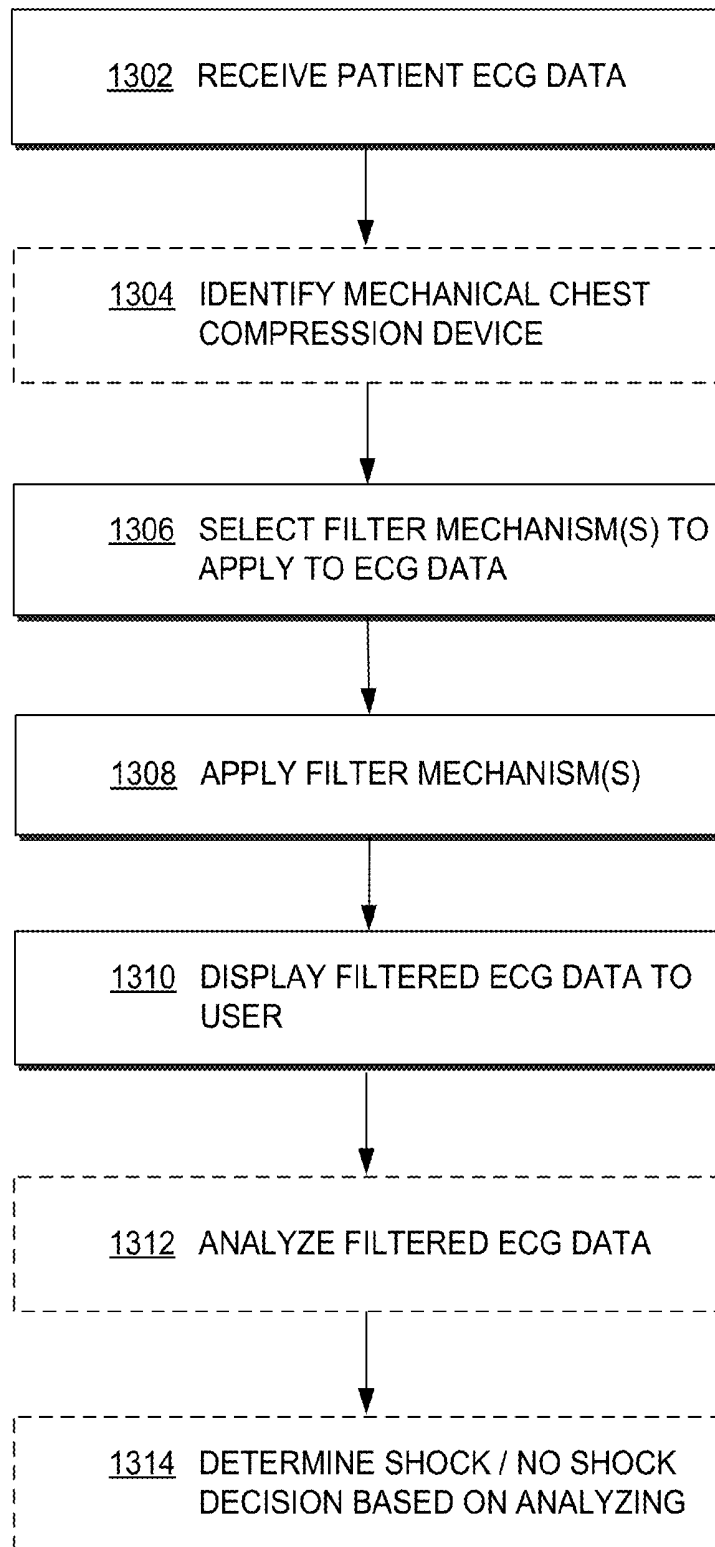 1302 RECEIVE PATIENT ECG DATA
1304 IDENTIFY MECHANICAL CHEST
COMPRESSION DEVICE
1306 SELECT FILTER MECHANISM(S) TO
APPLY TO ECG DATA
1308 APPLY FILTER MECHANISM(S)
1310 DISPLAY FILTERED ECG DATA TO
USER
1312 ANALYZE FILTERED ECG DATA
1314 DETERMINE SHOCK / NO SHOCK
DECISION BASED ON ANALYZING